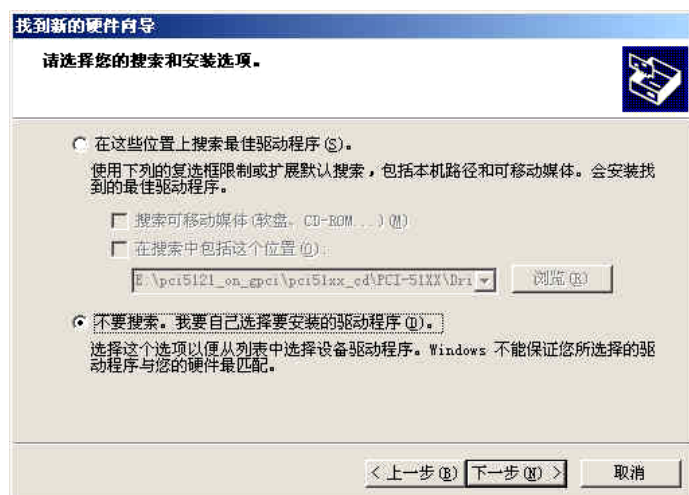 找到新的硬件向导
请选择您的搜索和安装选项。
在这些位置上搜索最佳驱动程序(S)。
使用下列的复选框限制或扩展默认搜索，包括本机路径和可移动媒体。会安装找
到的最佳驱动程序。
搜索可移动媒体(软盘、CD-ROM...)(M)
在搜索中包括这个位置(O):
E:\pci5121_on_gpci\pci51xx_cd\PCI-51XX\Dri
浏览(R)
不要搜索。我要自己选择要安装的驱动程序(D)。
选择这个选项以便从列表中选择设备驱动程序。Windows 不能保证您所选择的驱
动程序与您的硬件最匹配。
< 上一步(B) 下一步(N) > 取消